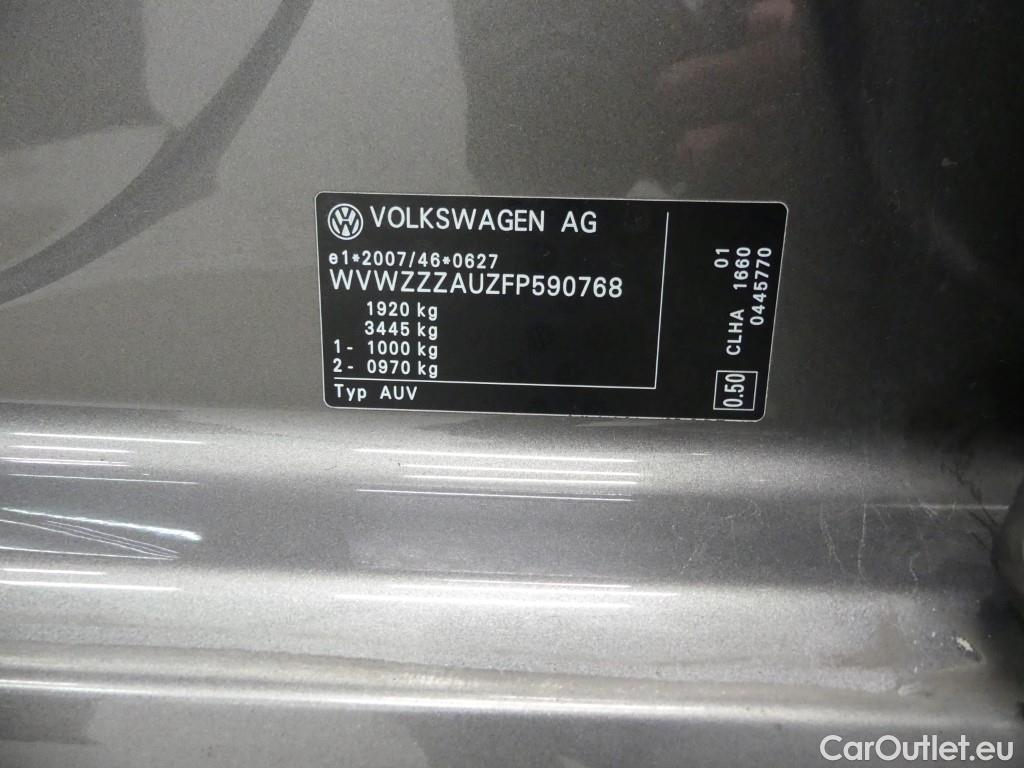 VOLKSWAGEN AG
e1*2007/46*0627
WVWZZZAUZFP590768
1920 kg
3445 kg
1- 1000 kg
2- 0970 kg
Typ AUV
01
CLHA 1660
0445770
0.50
CarOutlet.eu